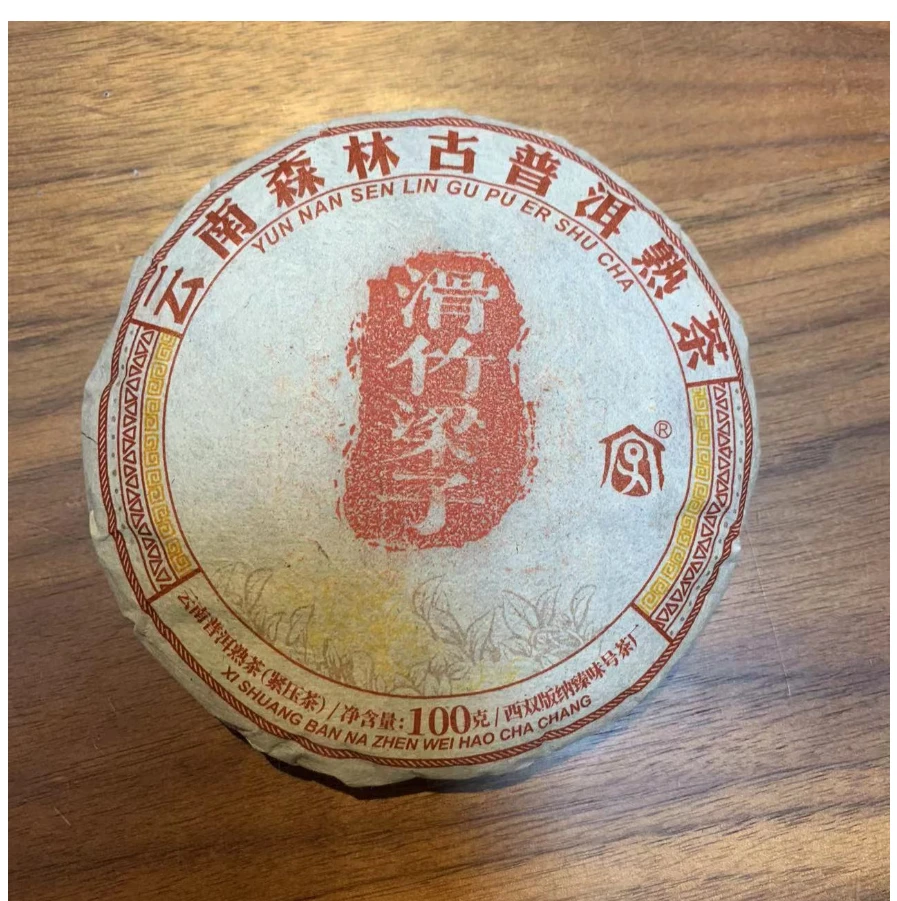 云南森林古普洱熟茶
YUN NAN SEN LIN GU PU ER SHU CHA
滑竹梁子
®
云南普洱熟茶(紧压茶)/净含量:100克/西双版纳臻味号茶厂
XI SHUANG BAN NA ZHEN WEI HAO CHA CHANG